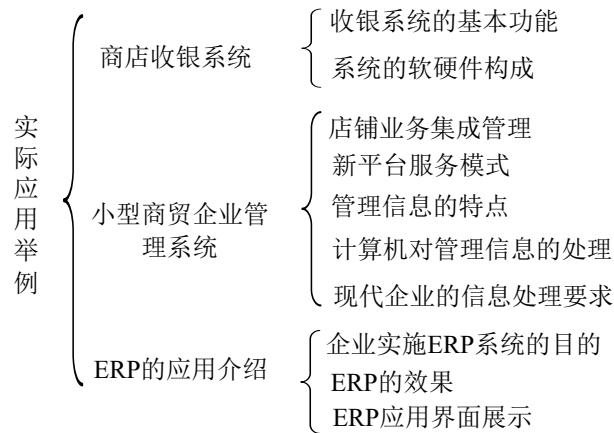 实际应用举例
商店收银系统
收银系统的基本功能
系统的软硬件构成
小型商贸企业管
理系统
店铺业务集成管理
新平台服务模式
管理信息的特点
计算机对管理信息的处理
现代企业的信息处理要求
ERP的应用介绍
企业实施ERP系统的目的
ERP的效果
ERP应用界面展示